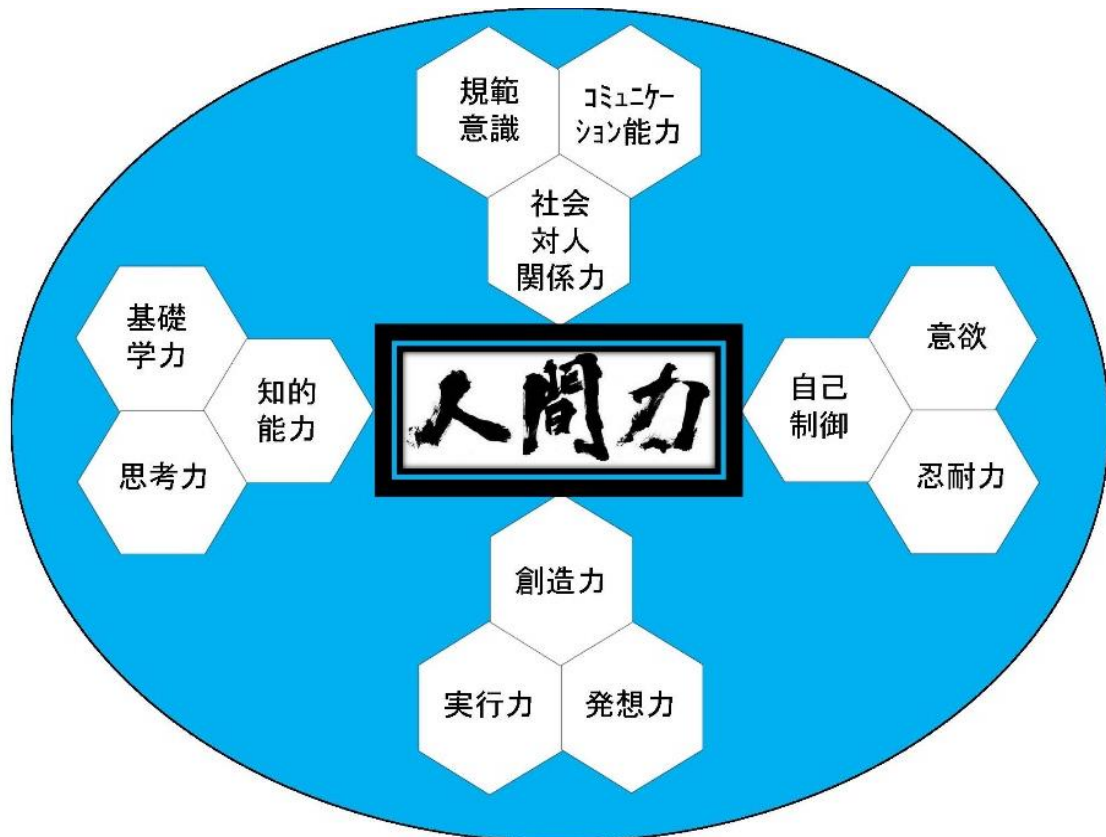 規範
意識
コミュニケー
ション能力
社会
対人
関係力
基礎
学力
知的
能力
思考力
人間力
意欲
自己
制御
忍耐力
創造力
実行力
発想力